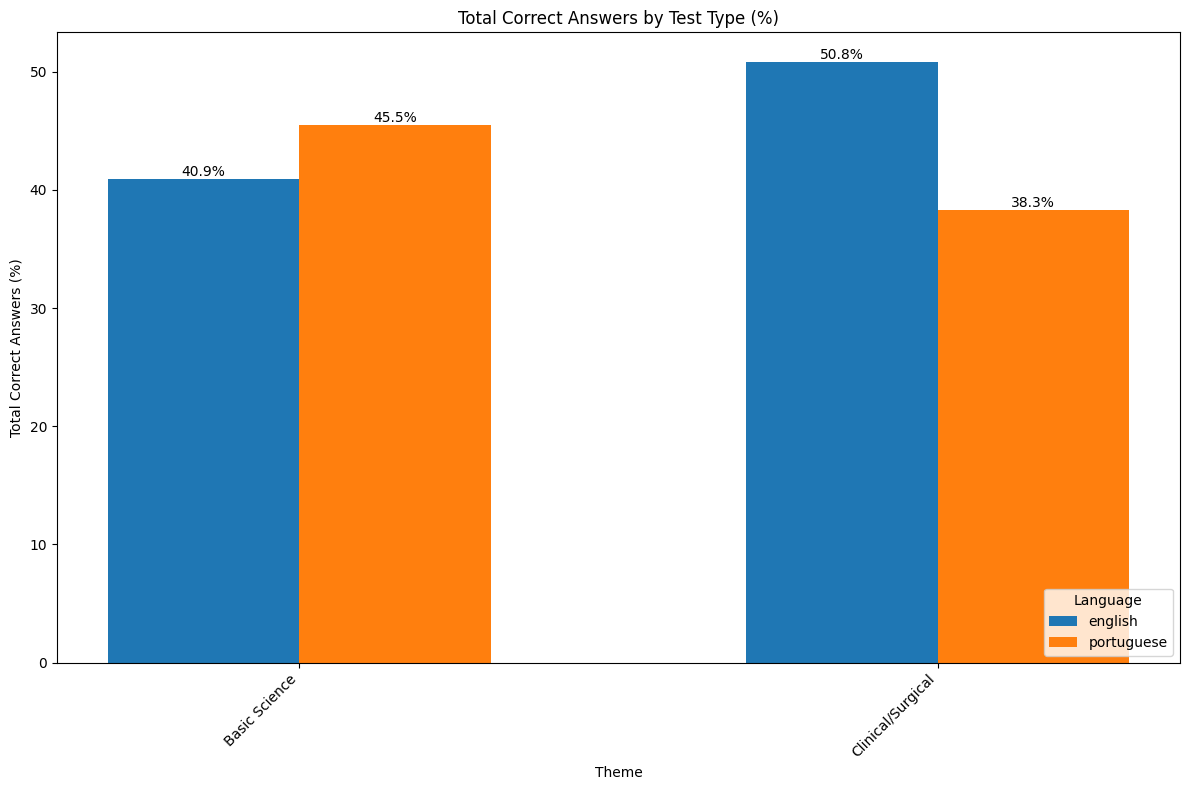 Total Correct Answers by Test Type (%)
Total Correct Answers (%)
50
40
30
20
10
0
40.9%
45.5%
50.8%
38.3%
Language
english
portuguese
Basic Science
Clinical/Surgical
Theme